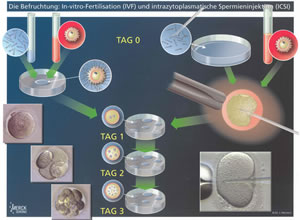 Die Befruchtung: In-vitro-Fertilisation (IVF) und intrazytoplasmatische Spermieninjektion (ICSI)
TAG 0
TAG 1
TAG 2
TAG 3
MERCK